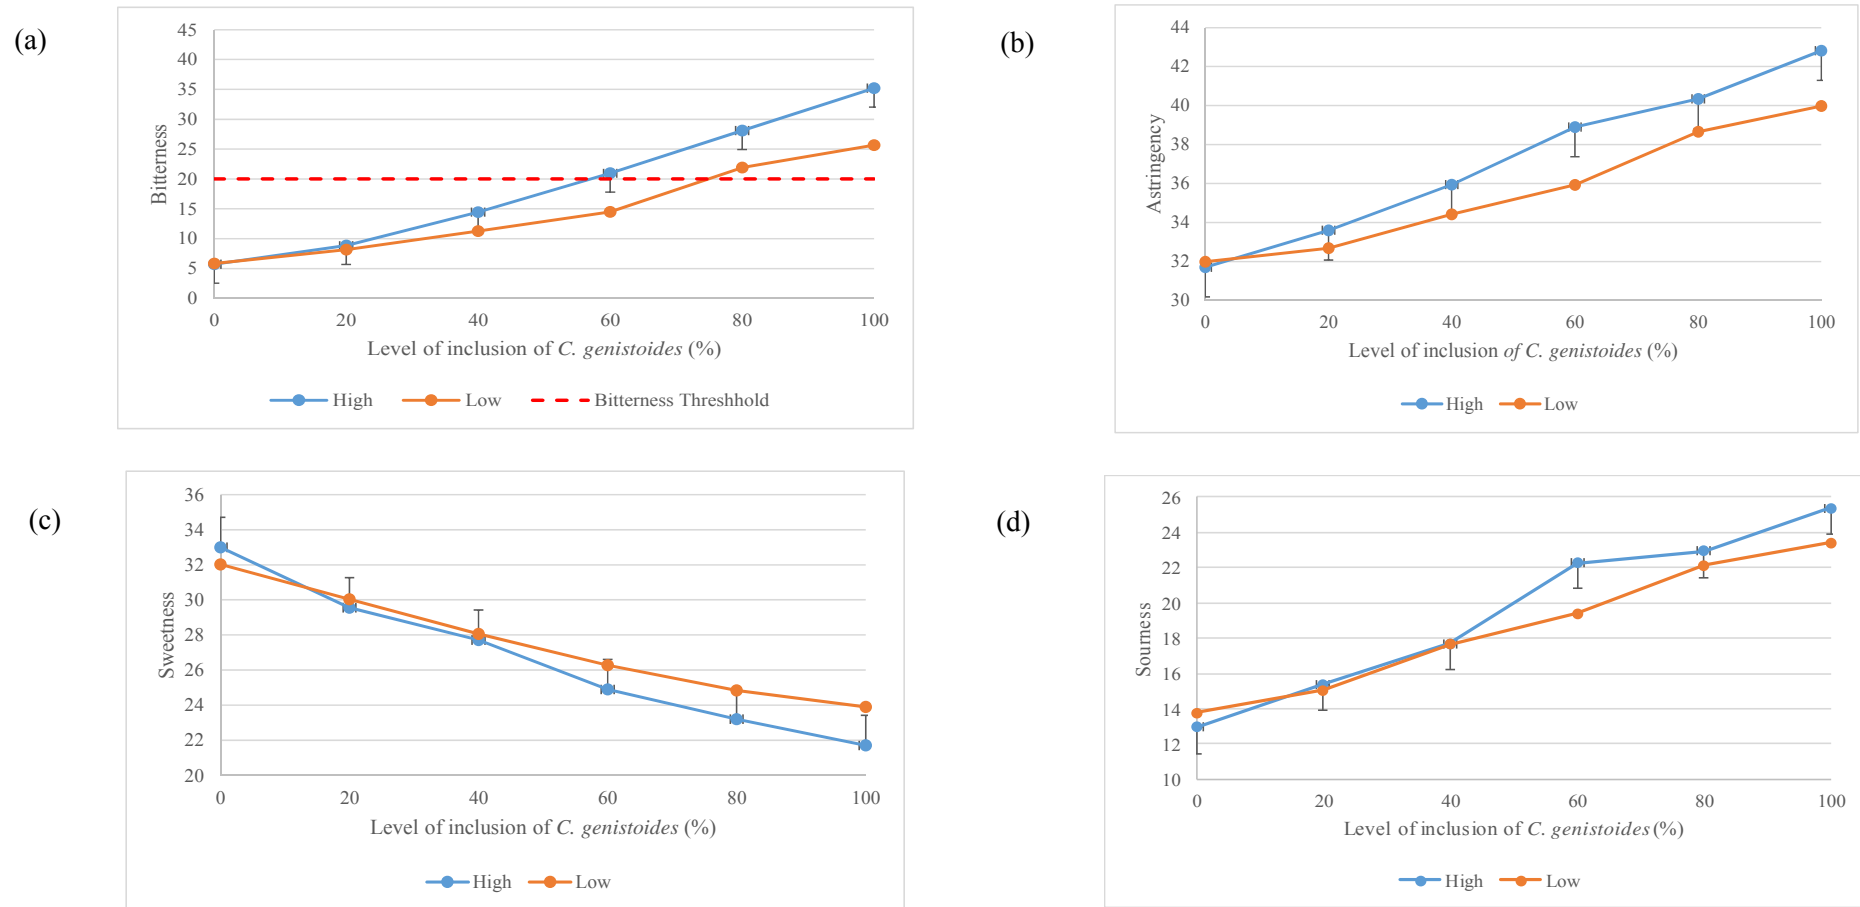 (a)
45
40
35
30
25
20
15
10
5
0
Bitterness
0 20 40 60 80 100
Level of inclusion of C. genistoides (%)
High Low Bitterness Threshhold
(b)
44
42
40
38
36
34
32
30
Astringency
0 20 40 60 80 100
Level of inclusion of C. genistoides (%)
High Low
(c)
36
34
32
30
28
26
24
22
20
Sweetness
0 20 40 60 80 100
Level of inclusion of C. genistoides (%)
High Low
(d)
26
24
22
20
18
16
14
12
10
Sourness
0 20 40 60 80 100
Level of inclusion of C. genistoides (%)
High Low